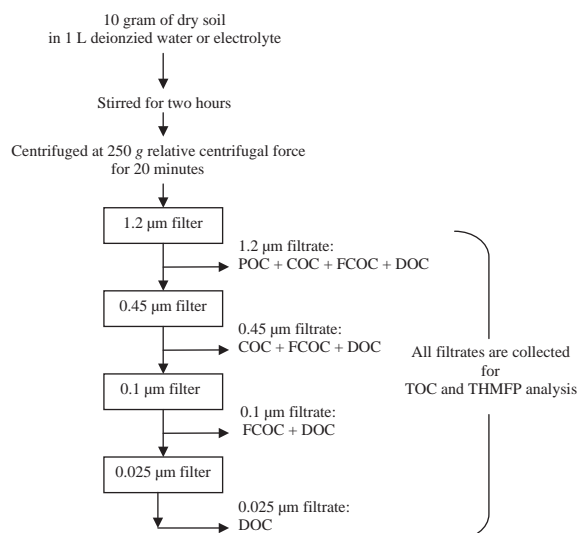 10 gram of dry soil
in 1 L deionzied water or electrolyte
Stirred for two hours
Centrifuged at 250 g relative centrifugal force
for 20 minutes
1.2 μm filter
1.2 μm filtrate:
POC + COC + FCOC + DOC
0.45 μm filter
0.45 μm filtrate:
COC + FCOC + DOC
0.1 μm filter
0.1 μm filtrate:
FCOC + DOC
0.025 μm filter
0.025 μm filtrate:
DOC
All filtrates are collected
for
TOC and THMFP analysis